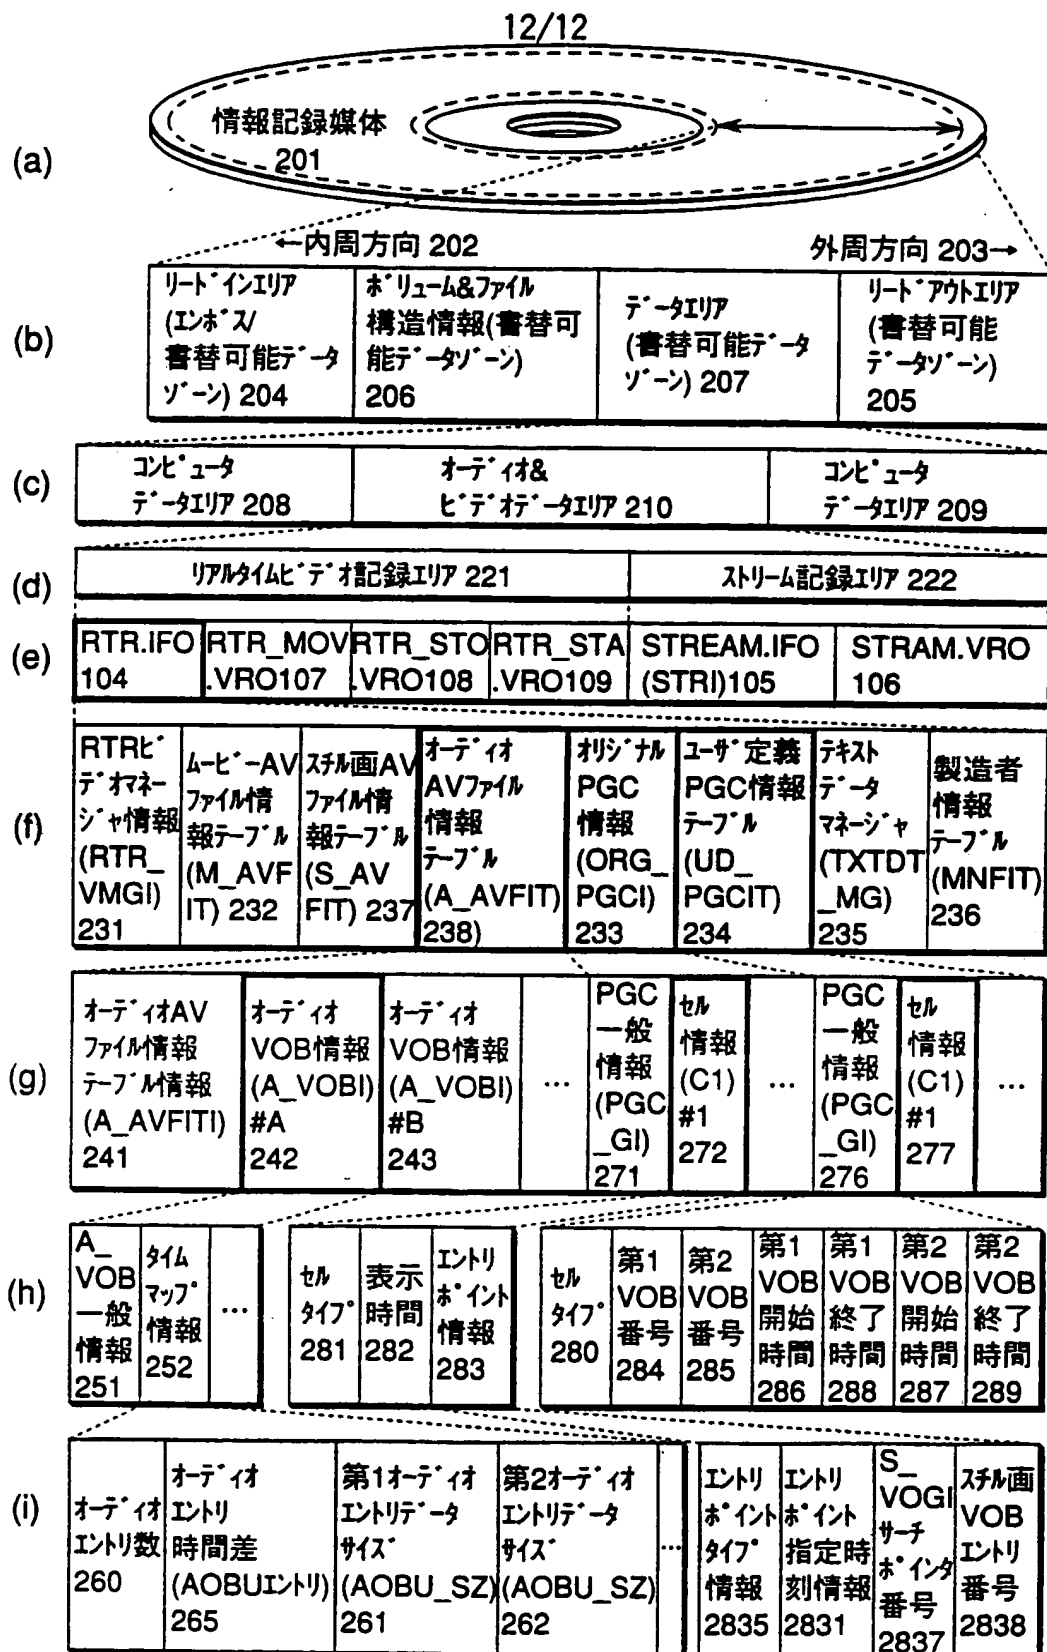 12/12
(a)
情報記録媒体
201
←内周方向 202
外周方向 203→
(b)
リードインエリア
(エンボス/
書替可能データ
ゾーン) 204
ボリューム&ファイル
構造情報(書替可
能データゾーン)
206
データエリア
(書替可能データ
ゾーン) 207
リードアウトエリア
(書替可能
データゾーン)
205
(c)
コンピュータ
データエリア 208
オーディオ&
ビデオデータエリア 210
コンピュータ
データエリア 209
(d)
リアルタイムビデオ記録エリア 221
ストリーム記録エリア 222
(e)
RTR.IFO
104
RTR_MOV
.VRO107
RTR_STO
.VRO108
RTR_STA
.VRO109
STREAM.IFO
(STRI)105
STRAM.VRO
106
(f)
RTRビ
デオマネー
ジャ情報
(RTR_
VMGI)
231
ムービーAV
ファイル情
報テーブル
(M_AVF
IT) 232
スチル画AV
ファイル情
報テーブル
(S_AV
FIT) 237
オーディオ
AVファイル
情報
テーブル
(A_AVFIT)
238)
オリジナル
PGC
情報
(ORG_
PGCI)
233
ユーザ定義
PGC情報
テーブル
(UD_
PGCIT)
234
テキスト
データ
マネージャ
(TXTDT
_MG)
235
製造者
情報
テーブル
(MNFIT)
236
(g)
オーディオAV
ファイル情報
テーブル情報
(A_AVFITI)
241
オーディオ
VOB情報
(A_VOBI)
#A
242
オーディオ
VOB情報
(A_VOBI)
#B
243
…
PGC
一般
情報
(PGC
_GI)
271
セル
情報
(C1)
#1
272
…
PGC
一般
情報
(PGC
_GI)
276
セル
情報
(C1)
#1
277
…
(h)
A_
VOB
一般
情報
251
タイム
マップ
情報
252
…
セル
タイプ
281
表示
時間
282
エントリ
ポイント
情報
283
セル
タイプ
280
第1
VOB
番号
284
第2
VOB
番号
285
第1
VOB
開始
時間
286
第1
VOB
終了
時間
288
第2
VOB
開始
時間
287
第2
VOB
終了
時間
289
(i)
オーディオ
エントリ数
260
オーディオ
エントリ
時間差
(AOBUエントリ)
265
第1オーディオ
エントリデータ
サイズ
(AOBU_SZ)
261
第2オーディオ
エントリデータ
サイズ
(AOBU_SZ)
262
…
エントリ
ポイント
タイプ
情報
2835
エントリ
ポイント
指定時
刻情報
2831
S_
VOGI
サーチ
ポインタ
番号
2837
スチル画
VOB
エントリ
番号
2838